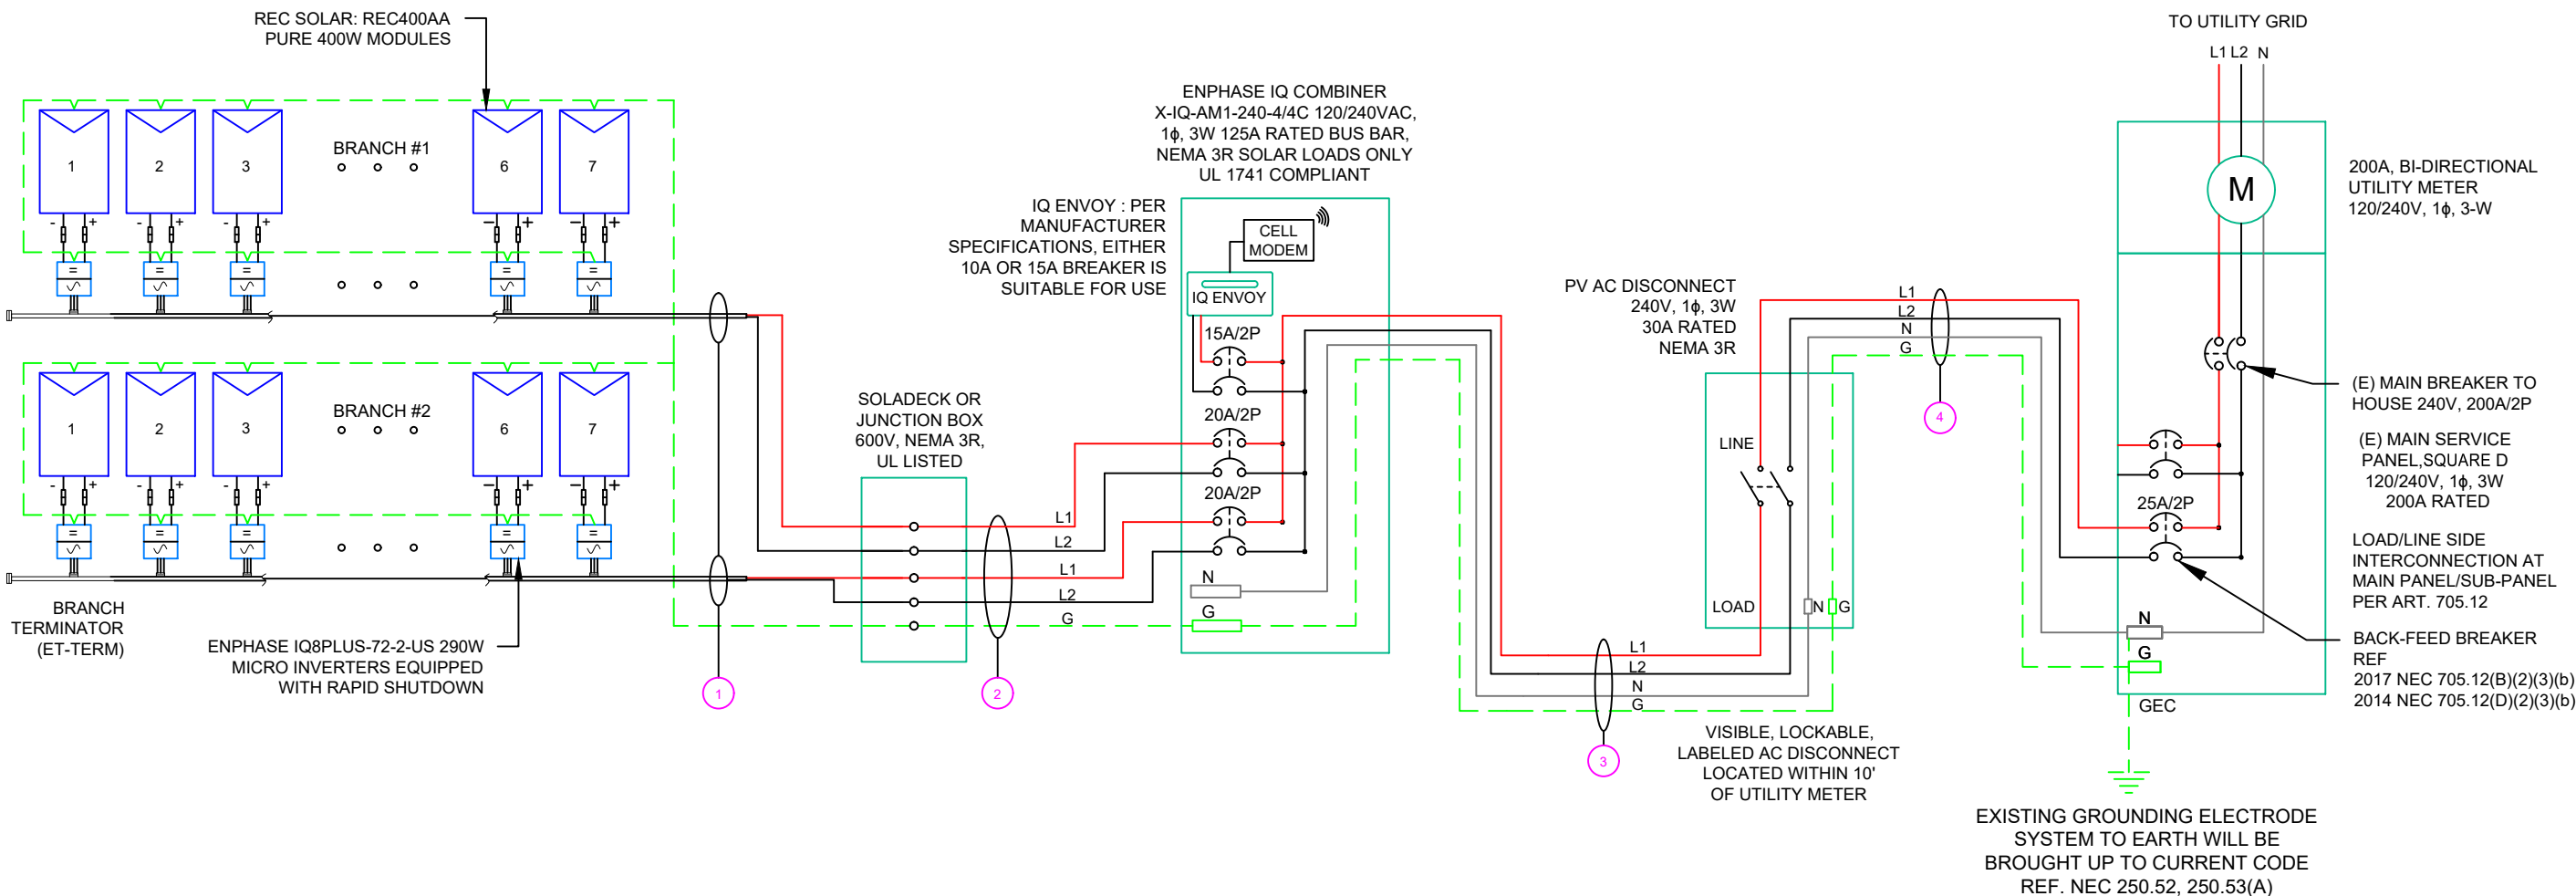 REC SOLAR: REC400AA
PURE 400W MODULES
1
2
3
BRANCH #1
6
7
- +
- +
- +
- +
- +
=
=
=
=
=
1
2
3
BRANCH #2
6
7
- +
- +
- +
- +
- +
=
=
=
=
=
BRANCH
TERMINATOR
(ET-TERM)
ENPHASE IQ8PLUS-72-2-US 290W
MICRO INVERTERS EQUIPPED
WITH RAPID SHUTDOWN
1
SOLADECK OR
JUNCTION BOX
600V, NEMA 3R,
UL LISTED
L1
L2
L1
L2
G
2
ENPHASE IQ COMBINER
X-IQ-AM1-240-4/4C 120/240VAC,
1ϕ, 3W 125A RATED BUS BAR,
NEMA 3R SOLAR LOADS ONLY
UL 1741 COMPLIANT
IQ ENVOY : PER
MANUFACTURER
SPECIFICATIONS, EITHER
10A OR 15A BREAKER IS
SUITABLE FOR USE
CELL
MODEM
IQ ENVOY
15A/2P
20A/2P
20A/2P
N
G
L1
L2
N
G
3
PV AC DISCONNECT
240V, 1ϕ, 3W
30A RATED
NEMA 3R
LINE
LOAD
N G
VISIBLE, LOCKABLE,
LABELED AC DISCONNECT
LOCATED WITHIN 10'
OF UTILITY METER
L1
L2
N
G
4
TO UTILITY GRID
L1 L2 N
M
200A, BI-DIRECTIONAL
UTILITY METER
120/240V, 1ϕ, 3-W
(E) MAIN BREAKER TO
HOUSE 240V, 200A/2P
(E) MAIN SERVICE
PANEL,SQUARE D
120/240V, 1ϕ, 3W
200A RATED
25A/2P
LOAD/LINE SIDE
INTERCONNECTION AT
MAIN PANEL/SUB-PANEL
PER ART. 705.12
N
G
BACK-FEED BREAKER
REF
2017 NEC 705.12(B)(2)(3)(b)
2014 NEC 705.12(D)(2)(3)(b)
GEC
EXISTING GROUNDING ELECTRODE
SYSTEM TO EARTH WILL BE
BROUGHT UP TO CURRENT CODE
REF. NEC 250.52, 250.53(A)